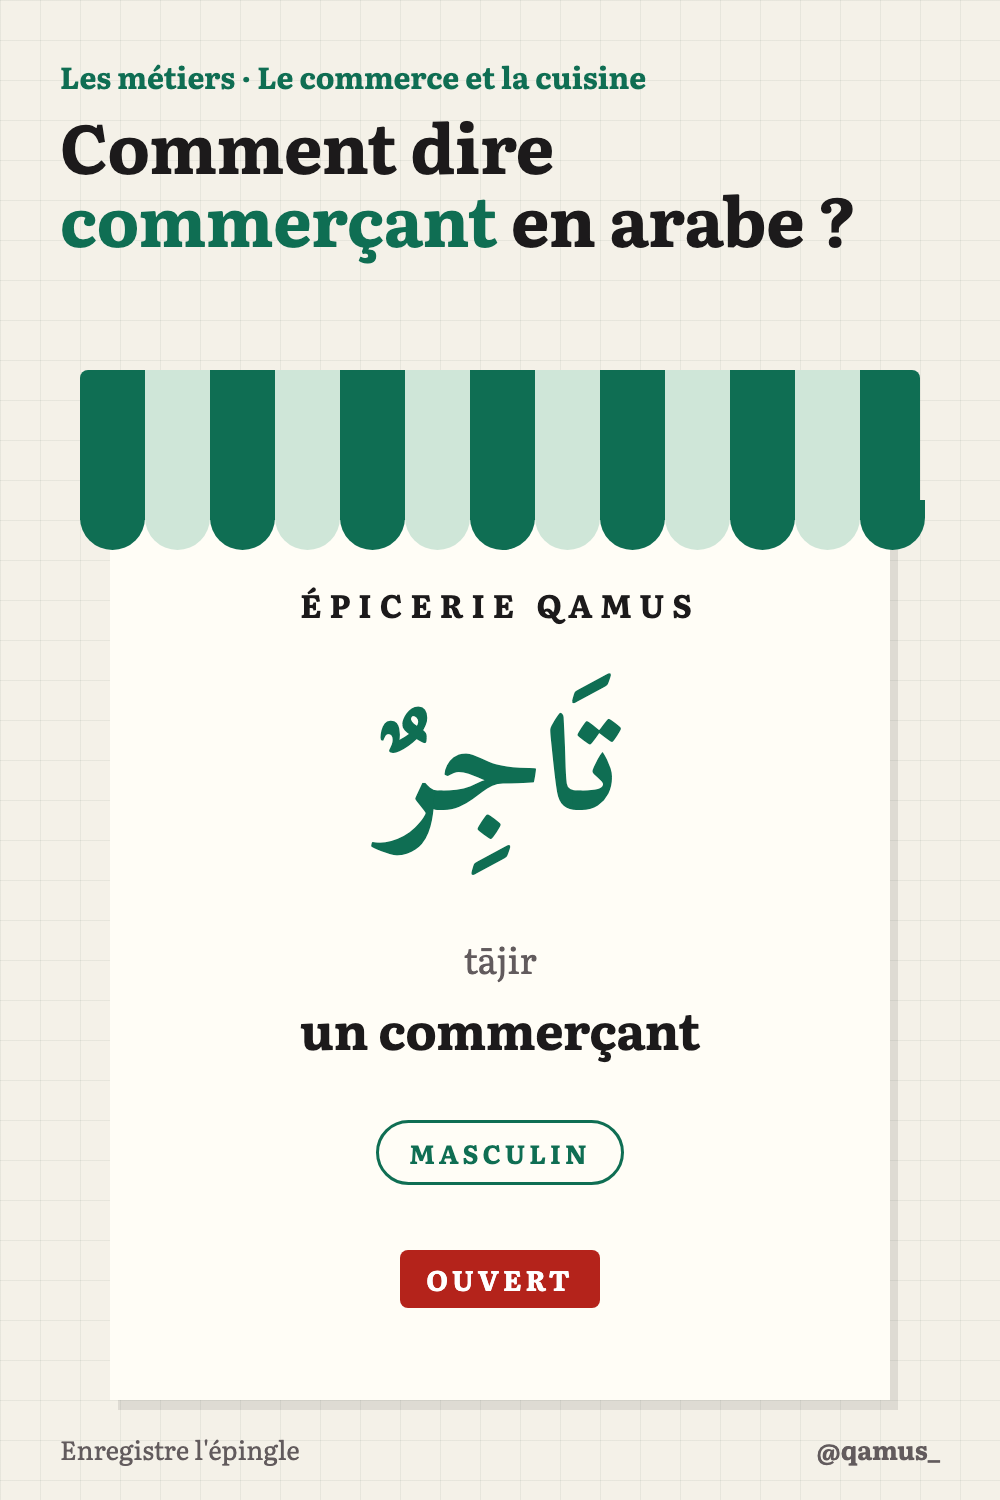 Les métiers · Le commerce et la cuisine
Comment dire
commerçant en arabe ?
ÉPICERIE QAMUS
تَاجِرٌ
tājir
un commerçant
MASCULIN
OUVERT
Enregistre l'épingle
@qamus_